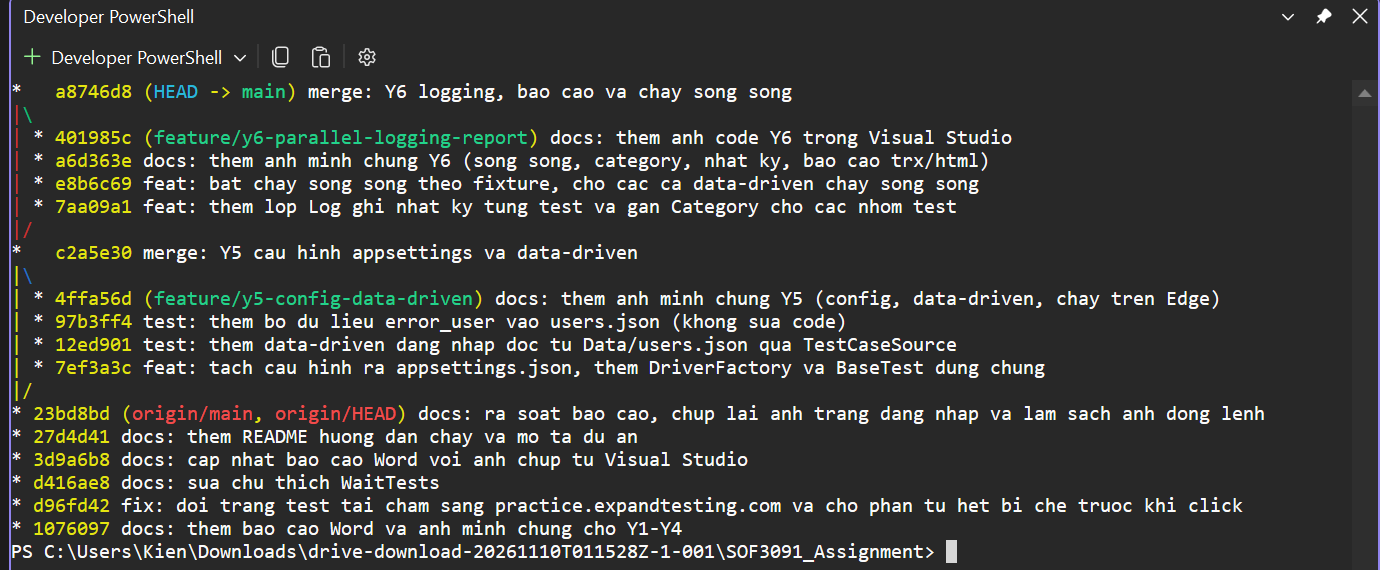 Developer PowerShell
+ Developer PowerShell
*   a8746d8 (HEAD -> main) merge: Y6 logging, bao cao va chay song song
|\
| * 401985c (feature/y6-parallel-logging-report) docs: them anh code Y6 trong Visual Studio
| * a6d363e docs: them anh minh chung Y6 (song song, category, nhat ky, bao cao trx/html)
| * e8b6c69 feat: bat chay song song theo fixture, cho cac ca data-driven chay song song
| * 7aa09a1 feat: them lop Log ghi nhat ky tung test va gan Category cho cac nhom test
|/
*   c2a5e30 merge: Y5 cau hinh appsettings va data-driven
|\
| * 4ffa56d (feature/y5-config-data-driven) docs: them anh minh chung Y5 (config, data-driven, chay tren Edge)
| * 97b3ff4 test: them bo du lieu error_user vao users.json (khong sua code)
| * 12ed901 test: them data-driven dang nhap doc tu Data/users.json qua TestCaseSource
| * 7ef3a3c feat: tach cau hinh ra appsettings.json, them DriverFactory va BaseTest dung chung
|/
* 23bd8bd (origin/main, origin/HEAD) docs: ra soat bao cao, chup lai anh trang dang nhap va lam sach anh dong lenh
* 27d4d41 docs: them README huong dan chay va mo ta du an
* 3d9a6b8 docs: cap nhat bao cao Word voi anh chup tu Visual Studio
* d416ae8 docs: sua chu thich WaitTests
* d96fd42 fix: doi trang test tai cham sang practice.expandtesting.com va cho phan tu het bi che truoc khi click
* 1076097 docs: them bao cao Word va anh minh chung cho Y1-Y4
PS C:\Users\Kien\Downloads\drive-download-20261110T011528Z-1-001\SOF3091_Assignment>